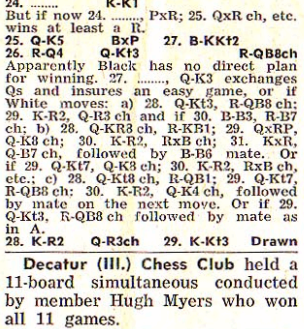 24. ........ K-K1
But if now 24. ........, PxR; 25. QxR ch, etc.
wins at least a R.
25. Q-K5 BxP 27. B-KKt2
26. R-Q4 Q-Kt3 R-QB8ch
Apparently Black has no direct plan
for winning. 27. ........, Q-K3 exchanges
Qs and insures an easy game, or if
White moves: a) 28. Q-Kt3, R-QB8 ch:
29. K-R2, Q-R3 ch and if 30. B-B3, R-B7
ch; b) 28. Q-KR8 ch, R-KB1; 29. QxRP,
Q-K8 ch; 30. K-R2, RxB ch; 31. KxR,
Q-B7 ch, followed by B-B6 mate. Or
if 29. Q-Kt7, Q-K8 ch; 30. K-R2, RxB ch,
etc.; c) 28. Q-Kt8 ch, R-QB1; 29. Q-Kt7,
R-QB8 ch: 30. K-R2, Q-K4 ch, followed
by mate on the next move. Or if 29.
Q-Kt3, R-QB8 ch followed by mate as
in A.
28. K-R2 Q-R3ch 29. K-Kt3 Drawn
Decatur (Ill.) Chess Club held a
11-board simultaneous conducted
by member Hugh Myers who won
all 11 games.